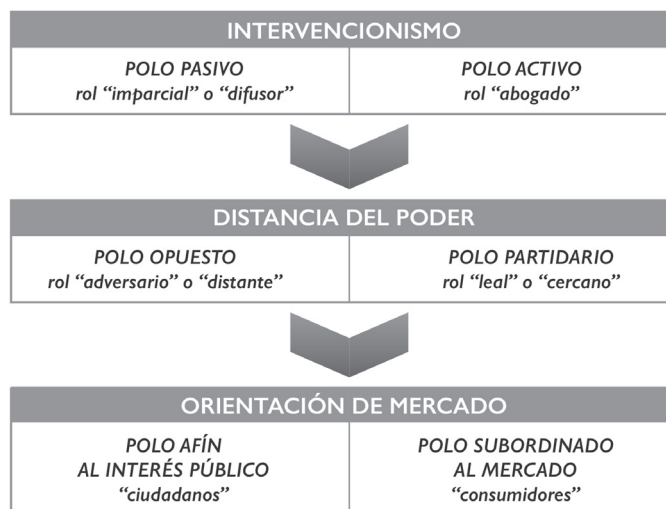 INTERVENCIONISMO
POLO PASIVO
rol “imparcial” o “difusor”
POLO ACTIVO
rol “abogado”
DISTANCIA DEL PODER
POLO OPUESTO
rol “adversario” o “distante”
POLO PARTIDARIO
rol “leal” o “cercano”
ORIENTACIÓN DE MERCADO
POLO AFÍN
AL INTERÉS PÚBLICO
“ciudadanos”
POLO SUBORDINADO
AL MERCADO
“consumidores”